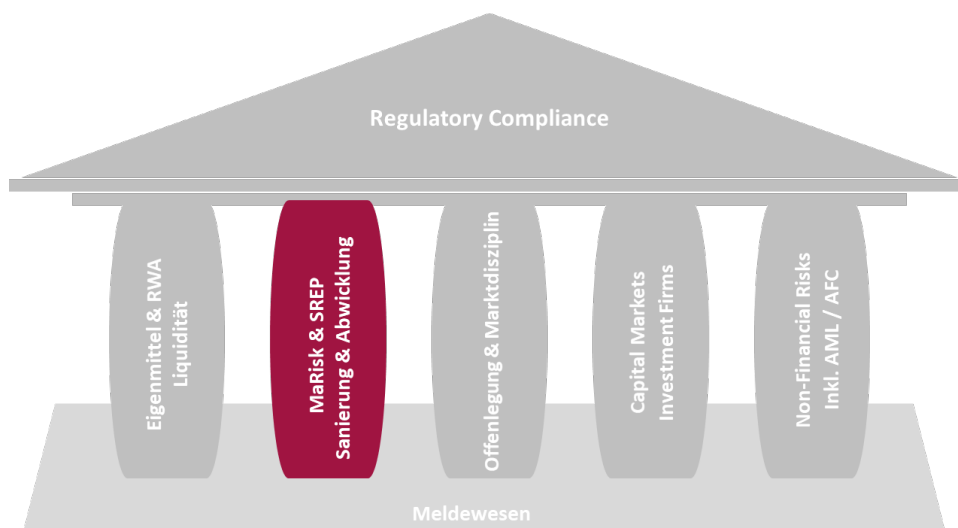 Regulatory Compliance
Eigenmittel & RWA
Liquidität
MaRisk & SREP
Sanierung & Abwicklung
Offenlegung & Marktdisziplin
Capital Markets
Investment Firms
Non-Financial Risks
Inkl. AML / AFC
Meldewesen